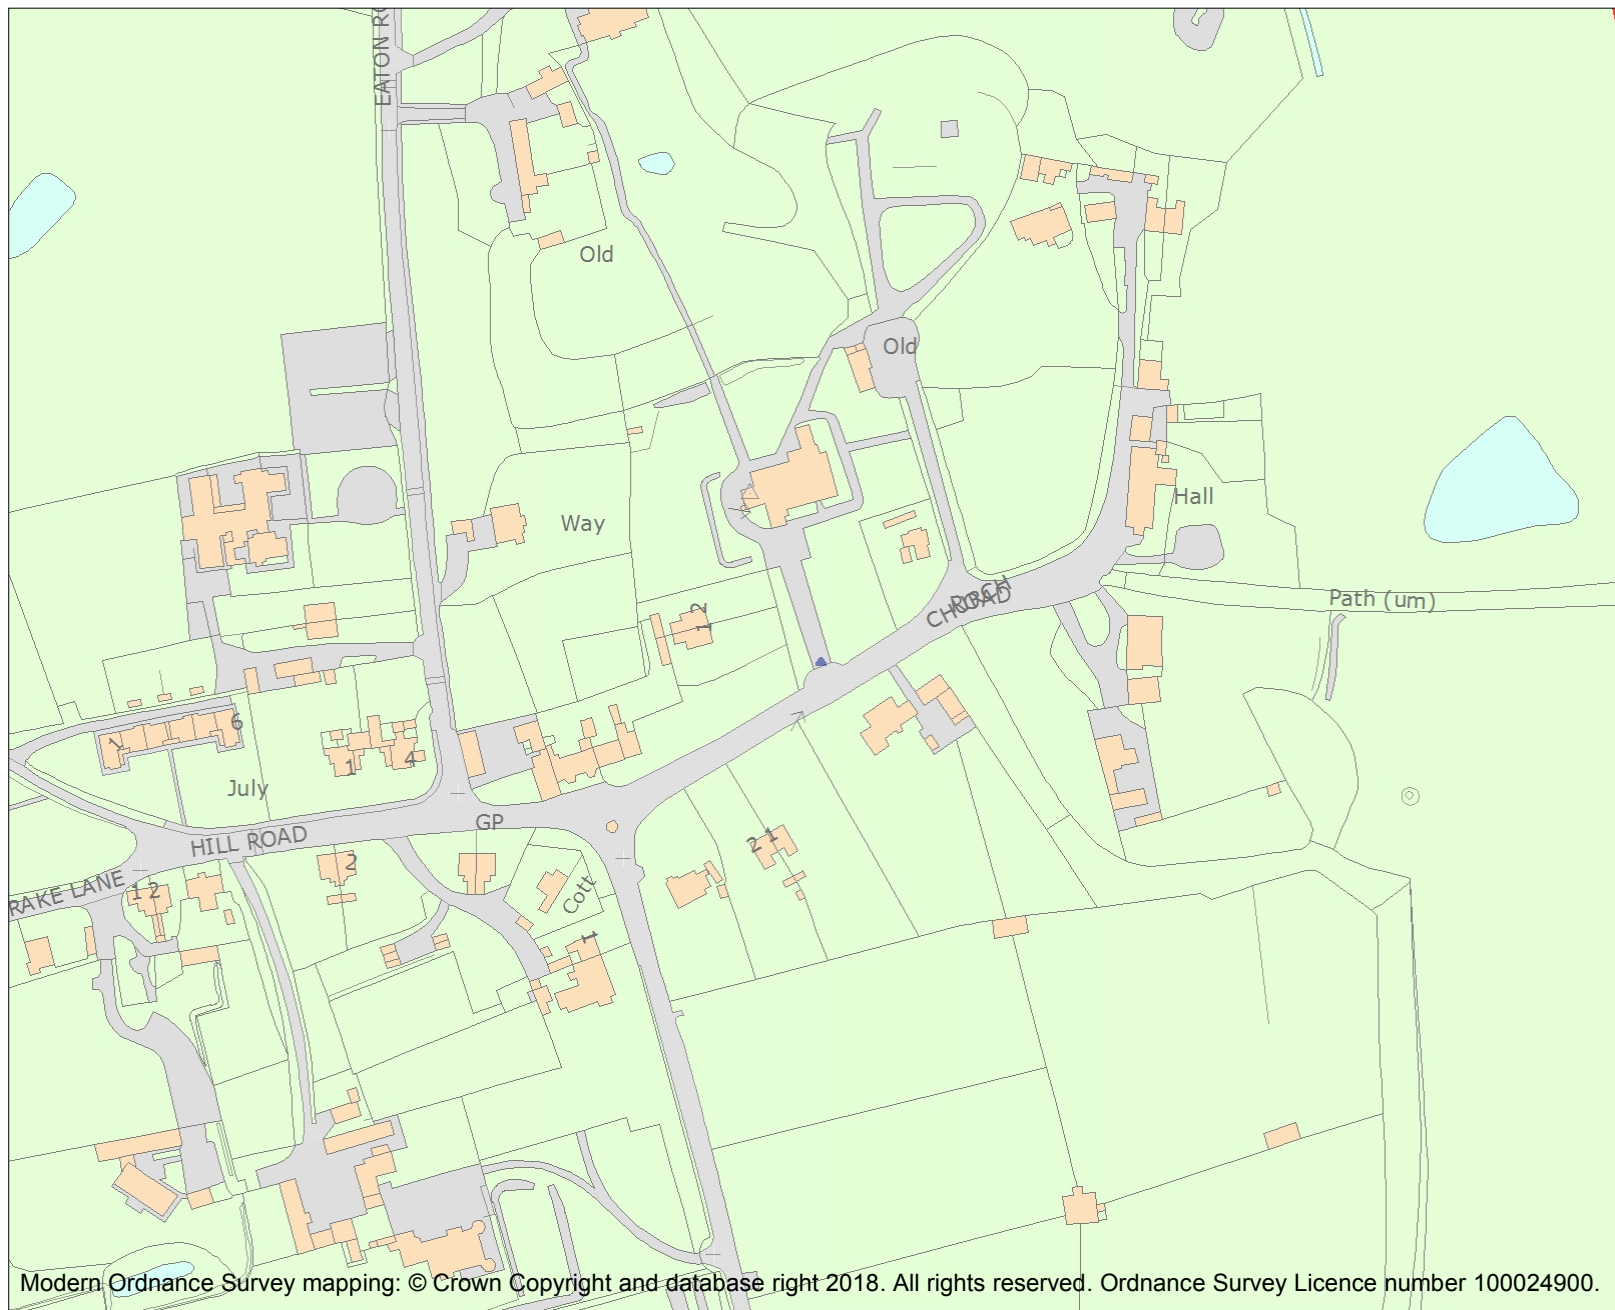 EATON RO
Old
Old
Hall
Way
CHURCH
ROAD
Path (um)
1 2
6
1
1
4
July
GP
HILL ROAD
2
2 1
RAKE LANE
1 2
Cott
1
Modern Ordnance Survey mapping: © Crown Copyright and database right 2018. All rights reserved. Ordnance Survey Licence number 100024900.